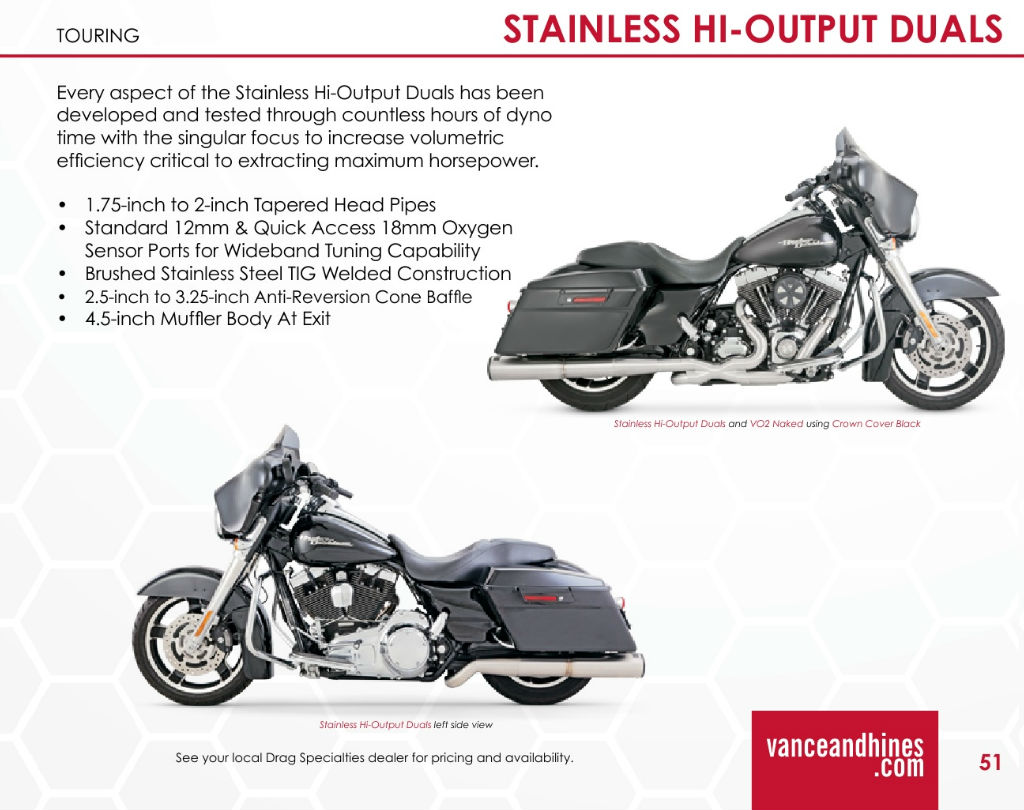 TOURING
STAINLESS HI-OUTPUT DUALS
Every aspect of the Stainless Hi-Output Duals has been
developed and tested through countless hours of dyno
time with the singular focus to increase volumetric
efficiency critical to extracting maximum horsepower.
• 1.75-inch to 2-inch Tapered Head Pipes
• Standard 12mm & Quick Access 18mm Oxygen
Sensor Ports for Wideband Tuning Capability
• Brushed Stainless Steel TIG Welded Construction
• 2.5-inch to 3.25-inch Anti-Reversion Cone Baffle
• 4.5-inch Muffler Body At Exit
Stainless Hi-Output Duals and VO2 Naked using Crown Cover Black
Stainless Hi-Output Duals left side view
See your local Drag Specialties dealer for pricing and availability.
vanceandhines
.com
51